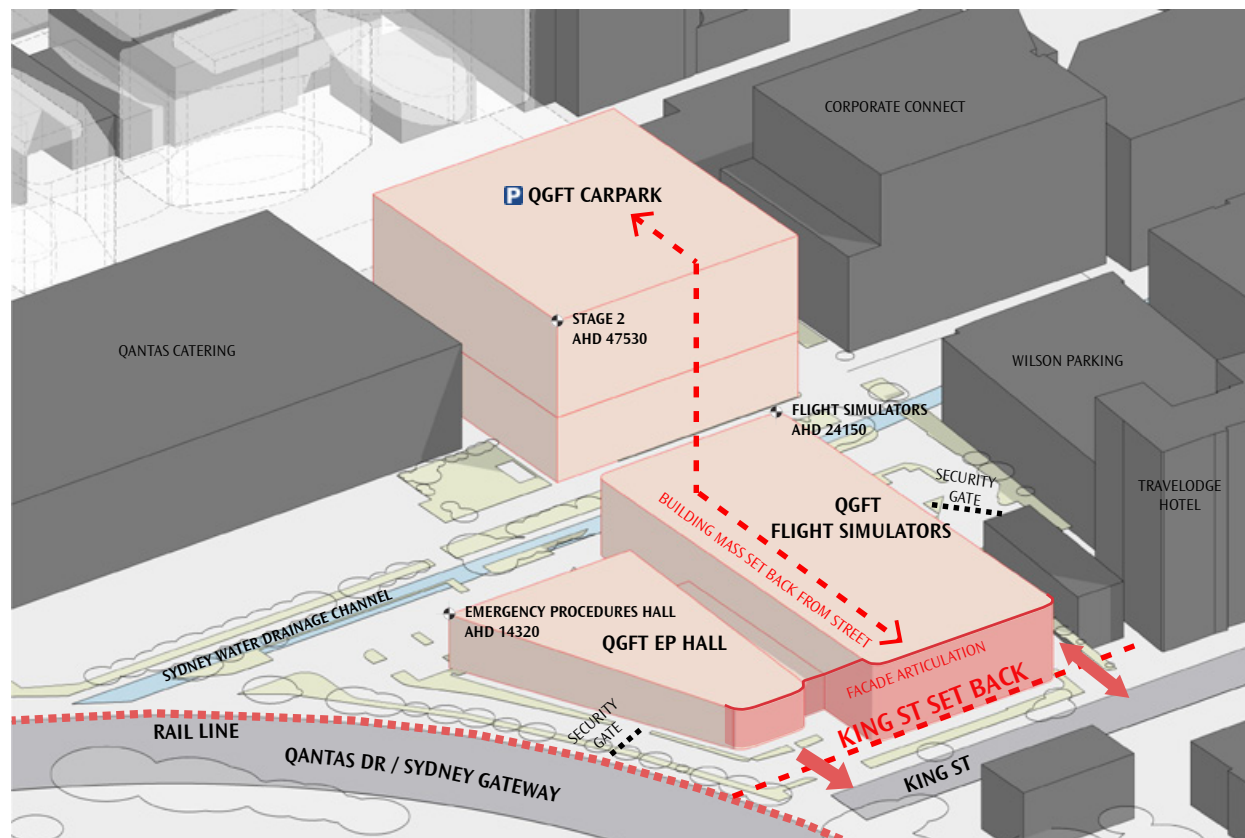 CORPORATE CONNECT
P QGFT CARPARK
STAGE 2
AHD 47530
QANTAS CATERING
WILSON PARKING
FLIGHT SIMULATORS
AHD 24150
SECURITY
GATE
TRAVELODGE
HOTEL
QGFT
FLIGHT SIMULATORS
BUILDING MASS SET BACK FROM STREET
EMERGENCY PROCEDURES HALL
AHD 14320
QGFT EP HALL
SYDNEY WATER DRAINAGE CHANNEL
FACADE ARTICULATION
KING ST SET BACK
SECURITY
GATE
RAIL LINE
QANTAS DR / SYDNEY GATEWAY
KING ST